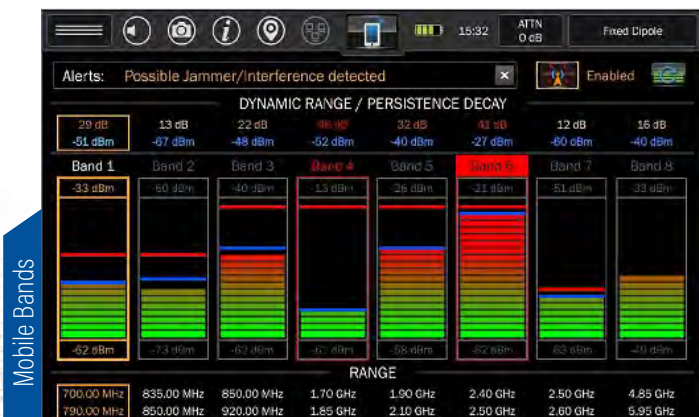 15:32
ATTN
0 dB
Fixed Dipole
Alerts: Possible Jammer/Interference detected
Enabled
DYNAMIC RANGE / PERSISTENCE DECAY
29 dB 13 dB 22 dB 32 dB 41 dB 12 dB 16 dB
-51 dBm -67 dBm -48 dBm -52 dBm -40 dBm -27 dBm -60 dBm -40 dBm
Band 1 Band 2 Band 3 Band 4 Band 5 Band 6 Band 7 Band 8
-33 dBm -60 dBm -40 dBm -13 dBm -26 dBm -21 dBm -51 dBm -33 dBm
-62 dBm -73 dBm -62 dBm -58 dBm -62 dBm -63 dBm -49 dBm
RANGE
700.00 MHz 835.00 MHz 850.00 MHz 1.70 GHz 1.90 GHz 2.40 GHz 2.50 GHz 4.85 GHz
790.00 MHz 850.00 MHz 920.00 MHz 1.85 GHz 2.10 GHz 2.50 GHz 2.60 GHz 5.95 GHz
Mobile Bands